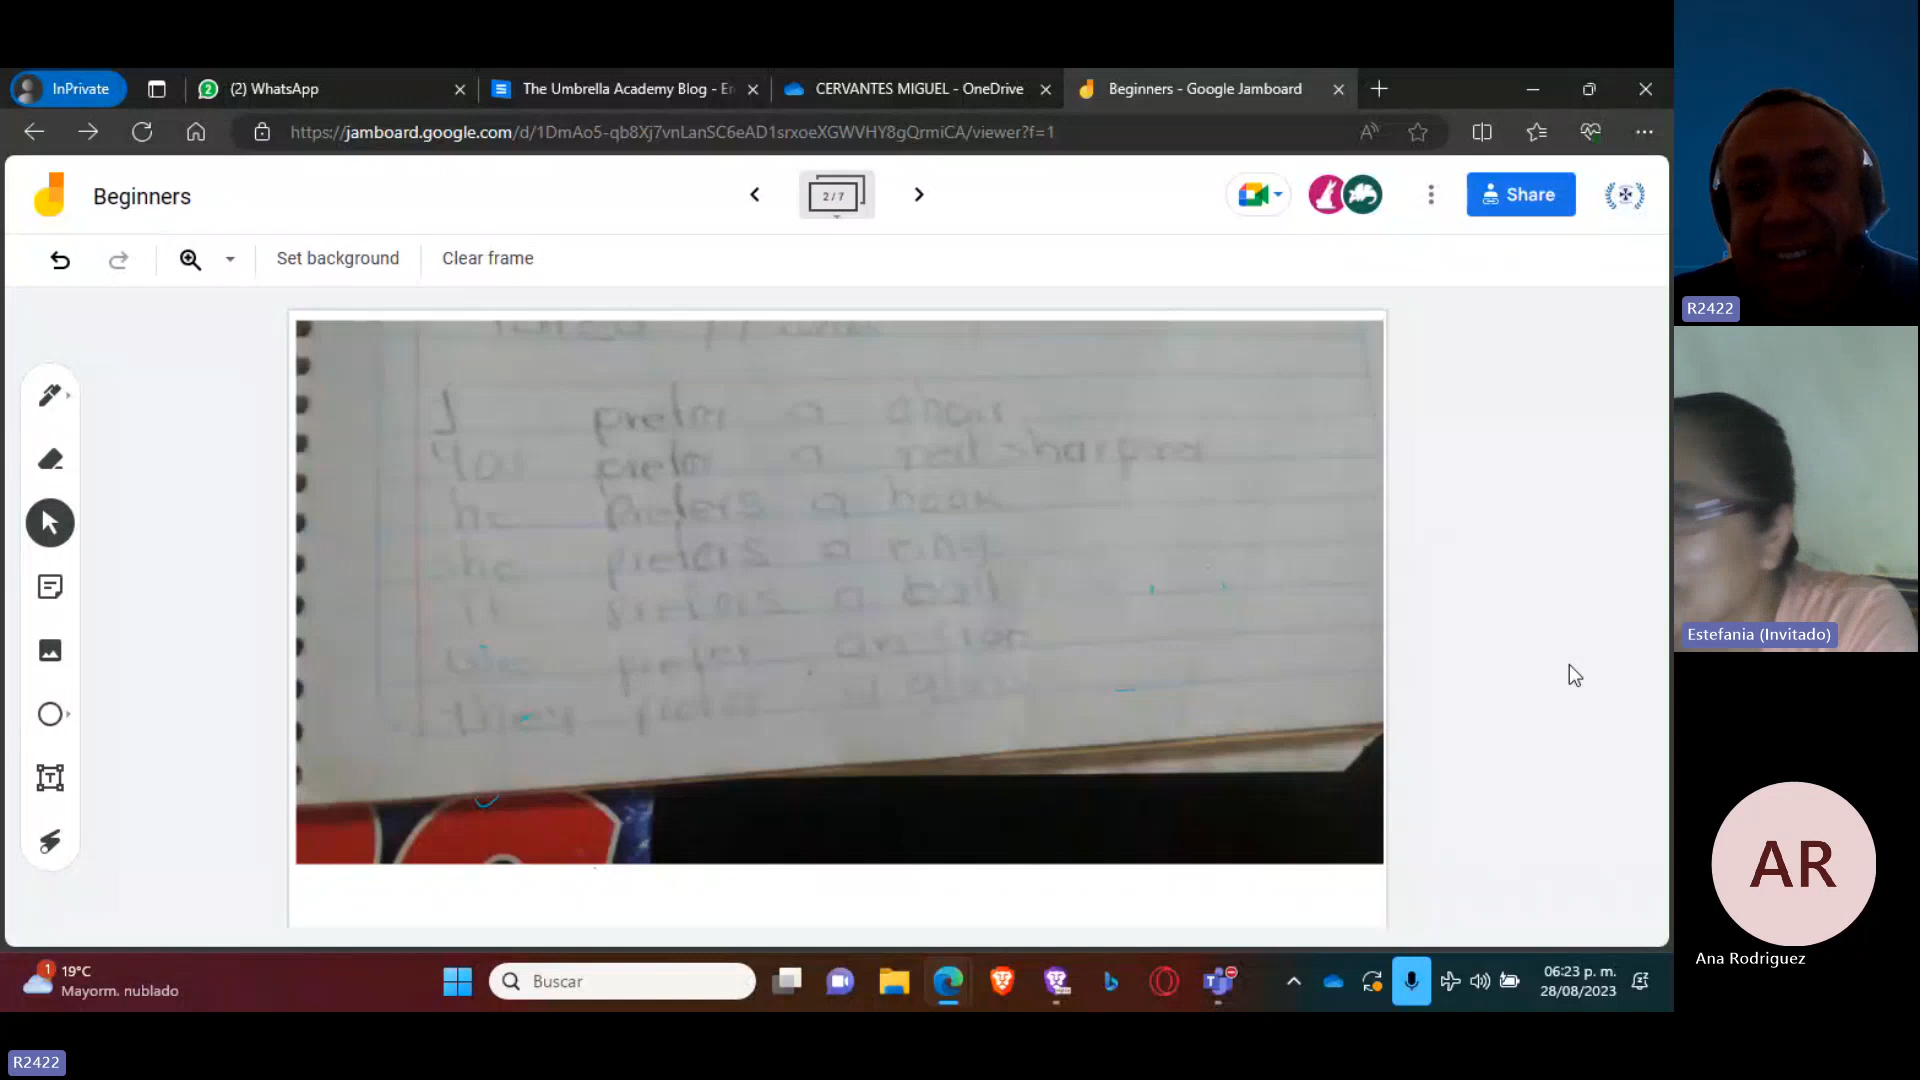 InPrivate
(2) WhatsApp
The Umbrella Academy Blog - En
CERVANTES MIGUEL - OneDrive
Beginners - Google Jamboard
https://jamboard.google.com/d/1DmAo5-qb8Xj7vnLanSC6eAD1srxoeXGWVHY8gQrmiCA/viewer?f=1
Beginners
2 / 7
Share
Set background
Clear frame
I prefer a
You prefer a
he prefers a book
she prefers a ring
it prefers a ball
we prefer an
they prefer a glass
R2422
Estefania (Invitado)
AR
Ana Rodriguez
1
19°C
Mayorm. nublado
Buscar
06:23 p. m.
28/08/2023
R2422